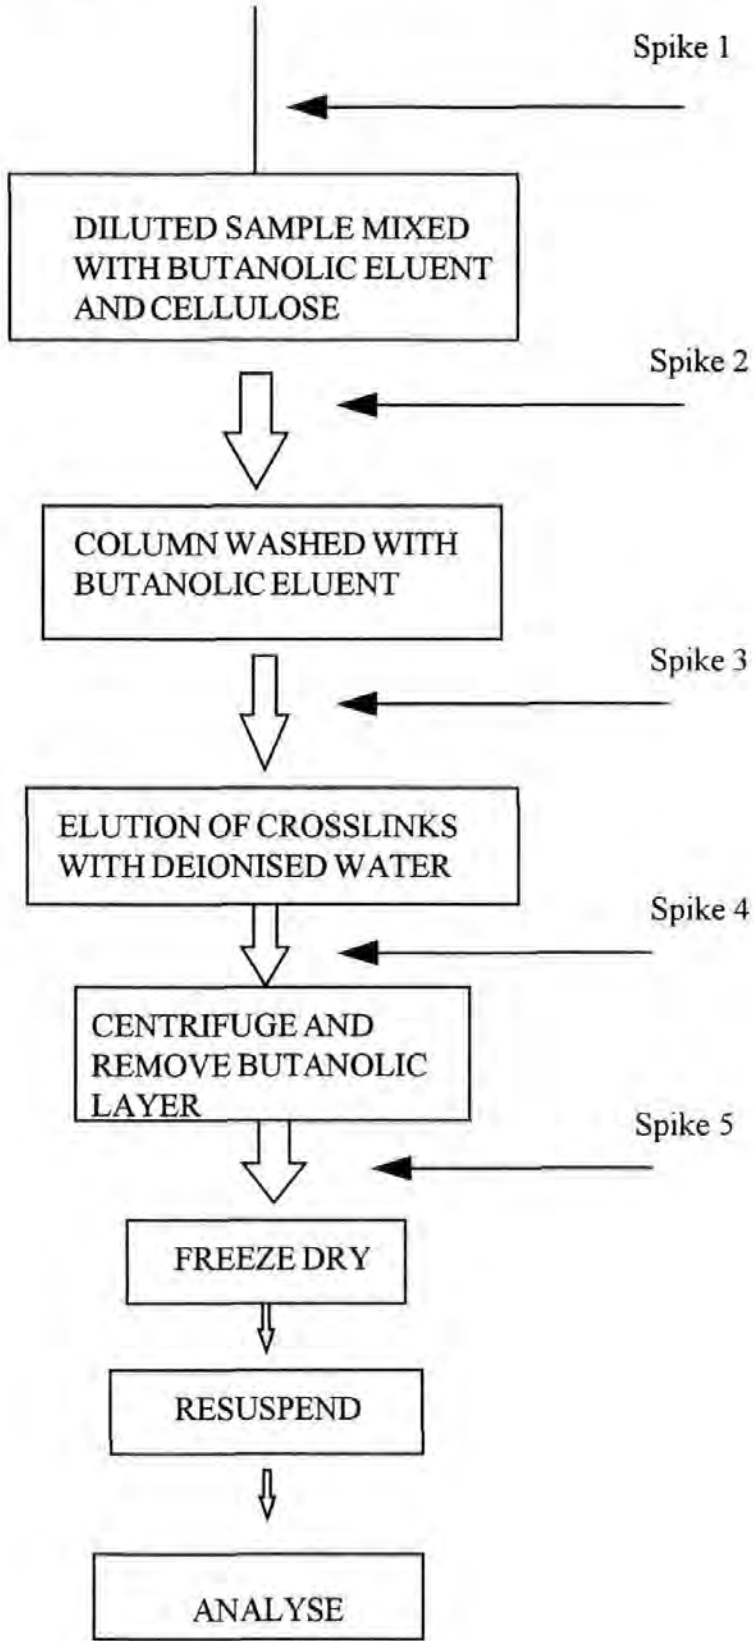 Spike 1
DILUTED SAMPLE MIXED
WITH BUTANOLIC ELUENT
AND CELLULOSE
Spike 2
COLUMN WASHED WITH
BUTANOLIC ELUENT
Spike 3
ELUTION OF CROSSLINKS
WITH DEIONISED WATER
Spike 4
CENTRIFUGE AND
REMOVE BUTANOLIC
LAYER
Spike 5
FREEZE DRY
RESUSPEND
ANALYSE